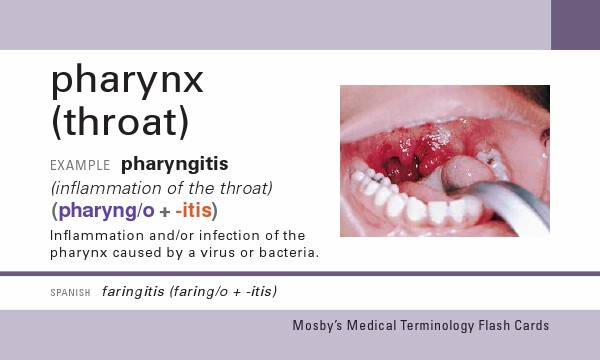 pharynx
(throat)
EXAMPLE pharyngitis
(inflammation of the throat)
(pharyng/o + -itis)
Inflammation and/or infection of the
pharynx caused by a virus or bacteria.
SPANISH faringitis (faring/o + -itis)
Mosby's Medical Terminology Flash Cards